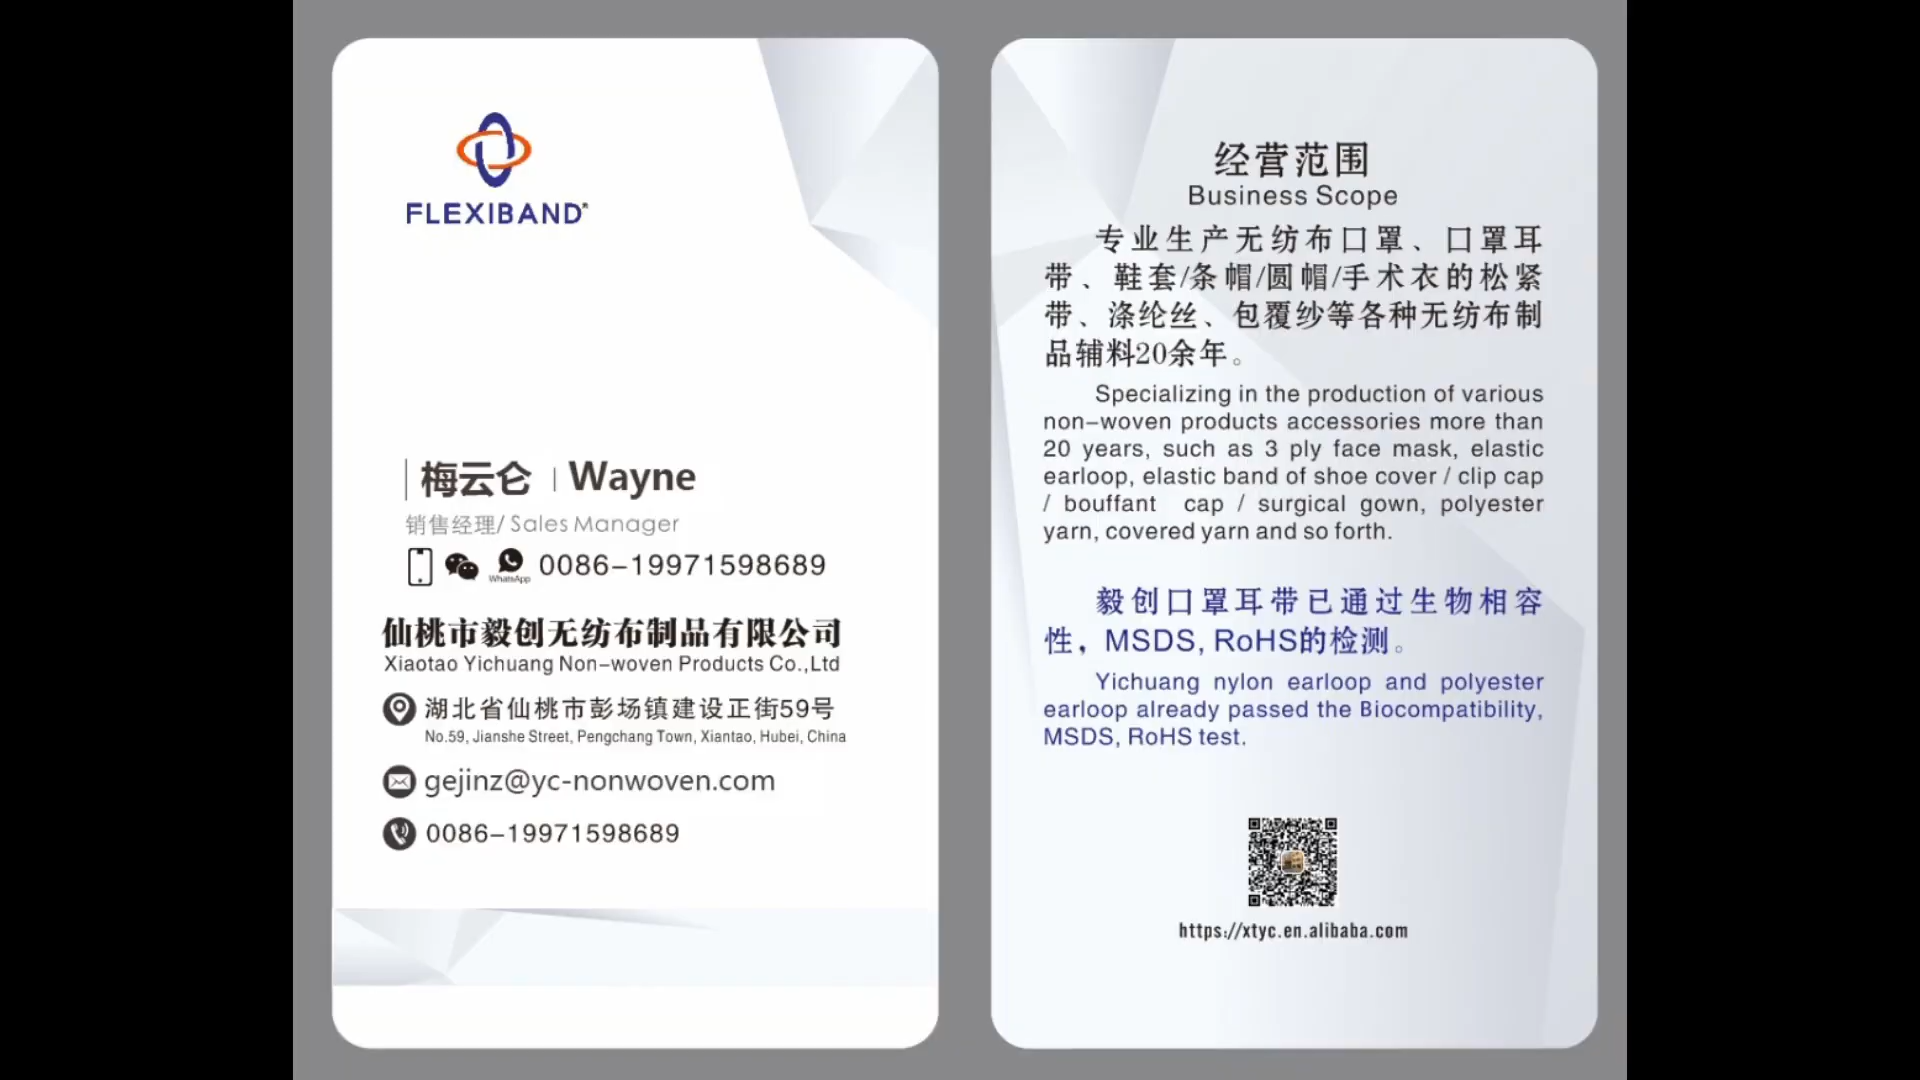 FLEXIBAND®
梅云仑 | Wayne
销售经理/ Sales Manager
WhatsApp
0086-19971598689
仙桃市毅创无纺布制品有限公司
Xiaotao Yichuang Non-woven Products Co.,Ltd
湖北省仙桃市彭场镇建设正街59号
No.59, Jianshe Street, Pengchang Town, Xiantao, Hubei, China
gejinz@yc-nonwoven.com
0086-19971598689
经营范围
Business Scope
专业生产无纺布口罩、口罩耳
带、鞋套/条帽/圆帽/手术衣的松紧
带、涤纶丝、包覆纱等各种无纺布制
品辅料20余年。
Specializing in the production of various
non-woven products accessories more than
20 years, such as 3 ply face mask, elastic
earloop, elastic band of shoe cover / clip cap
/ bouffant cap / surgical gown, polyester
yarn, covered yarn and so forth.
毅创口罩耳带已通过生物相容
性，MSDS, RoHS的检测。
Yichuang nylon earloop and polyester
earloop already passed the Biocompatibility,
MSDS, RoHS test.
https://xtyc.en.alibaba.com